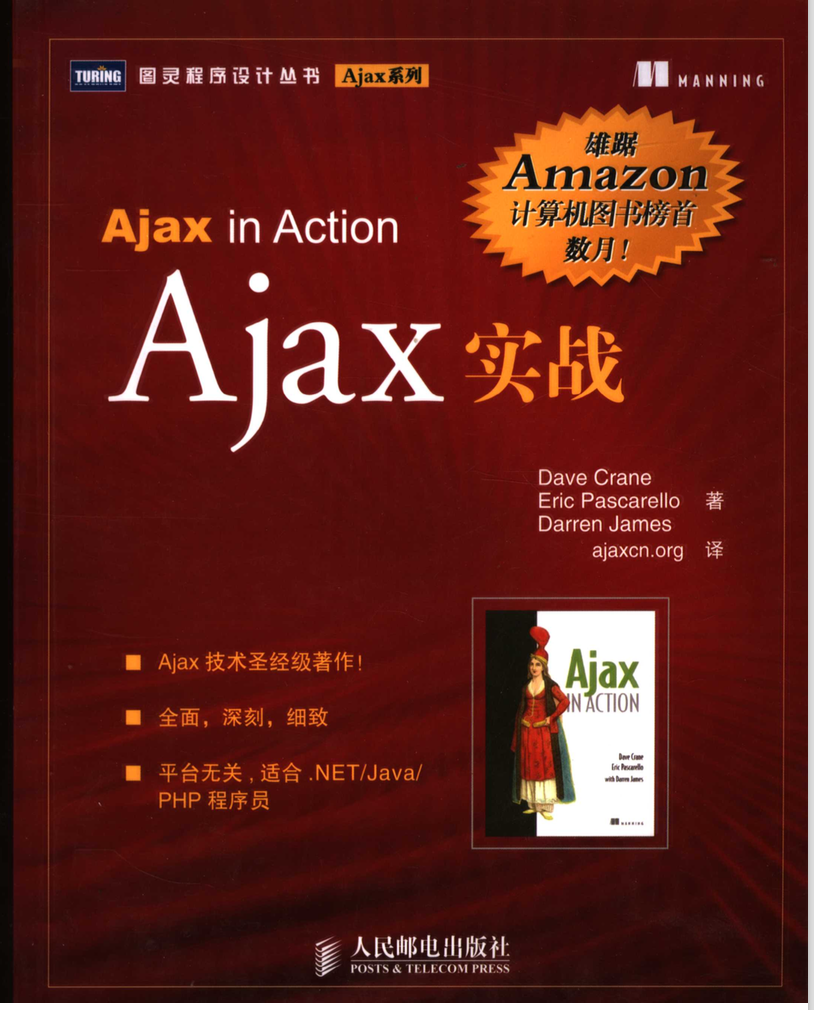 TURING 图灵程序设计丛书 Ajax系列
MANNING
雄踞
Amazon
计算机图书榜首
数月!
Ajax in Action
Ajax 实战
Dave Crane
Eric Pascarello 著
Darren James
ajaxcn.org 译
Ajax
IN ACTION
Dave Crane
Eric Pascarello
with Darren James
MANNING
■ Ajax 技术圣经级著作!
■ 全面,深刻,细致
■ 平台无关,适合 .NET/Java/
PHP 程序员
人民邮电出版社
POSTS & TELECOM PRESS